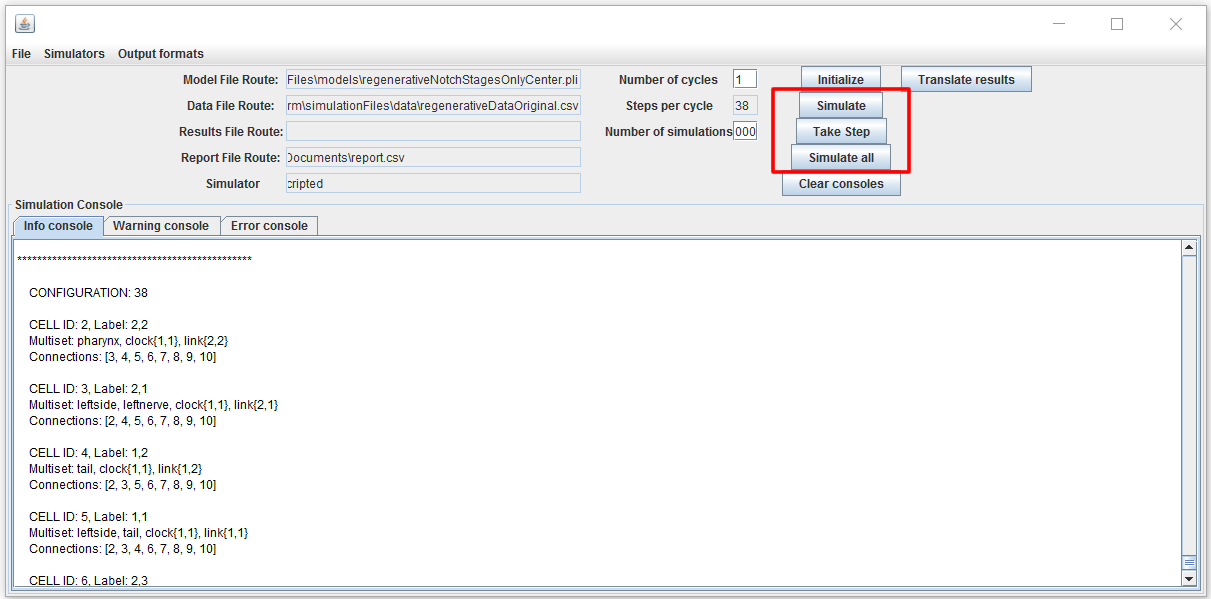 File Simulators Output formats
Model File Route: Files\models\regenerativeNotchStagesOnlyCenter.pli Number of cycles 1 Initialize Translate results
Data File Route: rm\simulationFiles\data\regenerativeDataOriginal.csv Steps per cycle 38 Simulate
Results File Route: Number of simulations 000 Take Step
Report File Route: Documents\report.csv Simulate all
Simulator cripted Clear consoles
Simulation Console
Info console Warning console Error console
***********************************************
CONFIGURATION: 38
CELL ID: 2, Label: 2,2
Multiset: pharynx, clock{1,1}, link{2,2}
Connections: [3, 4, 5, 6, 7, 8, 9, 10]
CELL ID: 3, Label: 2,1
Multiset: leftside, leftnerve, clock{1,1}, link{2,1}
Connections: [2, 4, 5, 6, 7, 8, 9, 10]
CELL ID: 4, Label: 1,2
Multiset: tail, clock{1,1}, link{1,2}
Connections: [2, 3, 5, 6, 7, 8, 9, 10]
CELL ID: 5, Label: 1,1
Multiset: leftside, tail, clock{1,1}, link{1,1}
Connections: [2, 3, 4, 6, 7, 8, 9, 10]
CELL ID: 6, Label: 2,3